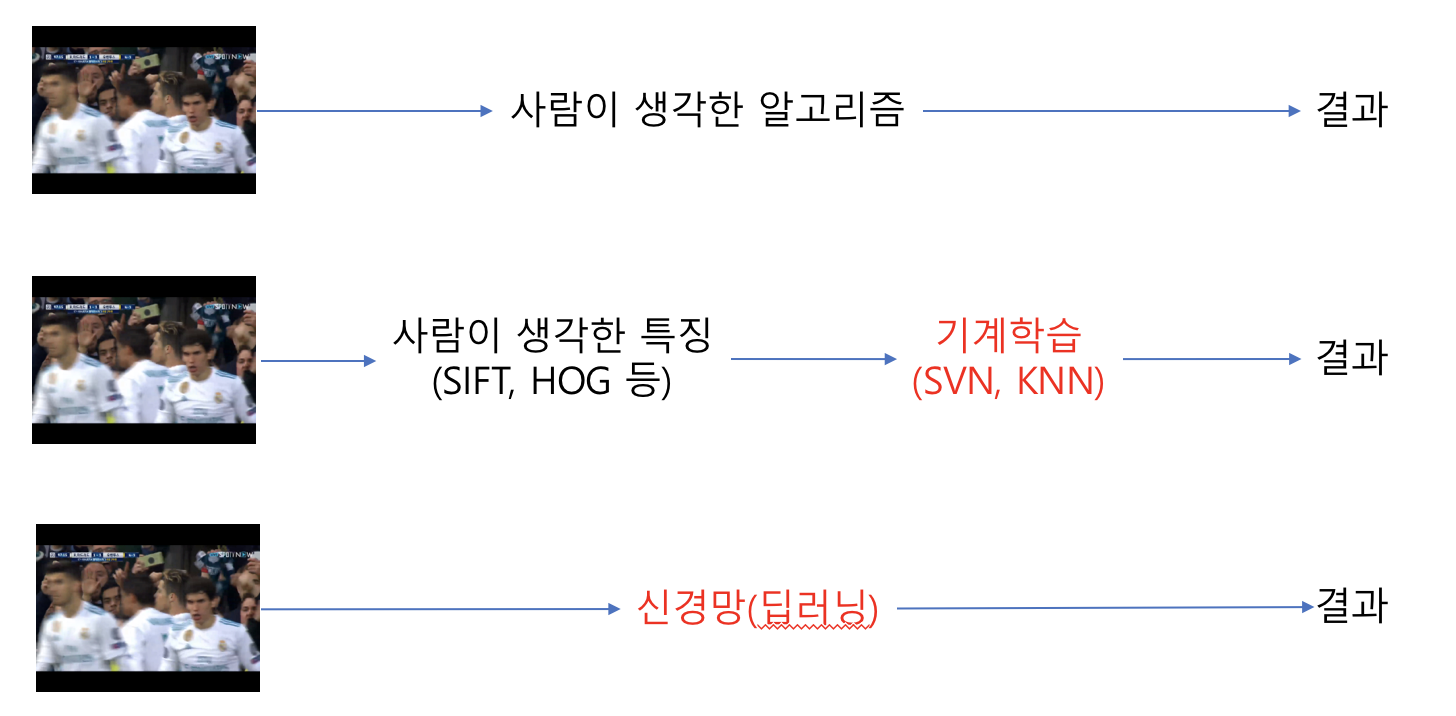 사람이 생각한 알고리즘
결과
사람이 생각한 특징
(SIFT, HOG 등)
기계학습
(SVN, KNN)
결과
신경망(딥러닝)
결과